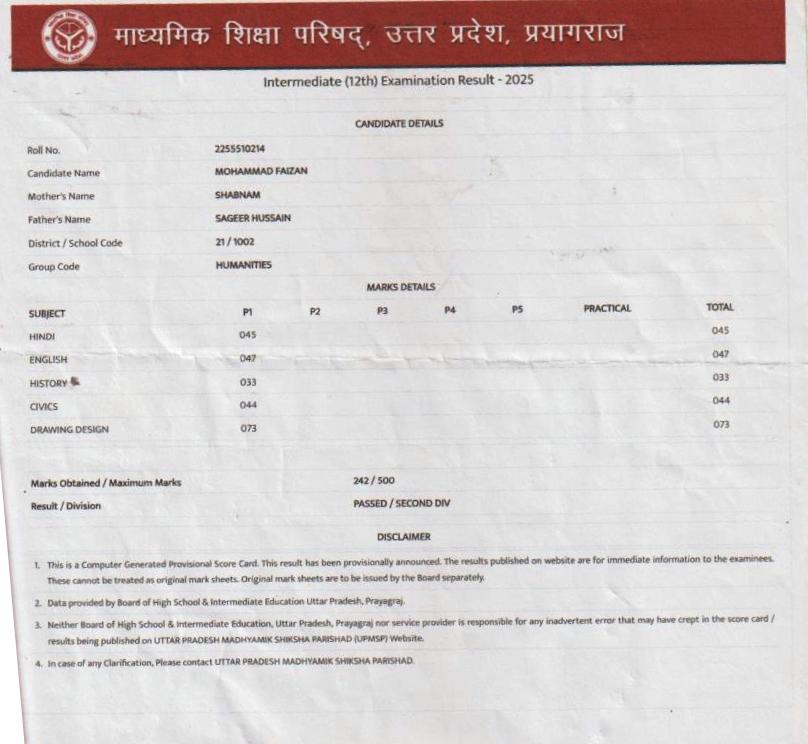 माध्यमिक शिक्षा परिषद्, उत्तर प्रदेश, प्रयागराज
Intermediate (12th) Examination Result - 2025
CANDIDATE DETAILS
Roll No. 2255510214
Candidate Name MOHAMMAD FAIZAN
Mother's Name SHABNAM
Father's Name SAGEER HUSSAIN
District / School Code 21 / 1002
Group Code HUMANITIES
MARKS DETAILS
SUBJECT P1 P2 P3 P4 P5 PRACTICAL TOTAL
HINDI 045 045
ENGLISH 047 047
HISTORY 033 033
CIVICS 044 044
DRAWING DESIGN 073 073
Marks Obtained / Maximum Marks 242 / 500
Result / Division PASSED / SECOND DIV
DISCLAIMER
1. This is a Computer Generated Provisional Score Card. This result has been provisionally announced. The results published on website are for immediate information to the examinees.
These cannot be treated as original mark sheets. Original mark sheets are to be issued by the Board separately.
2. Data provided by Board of High School & Intermediate Education Uttar Pradesh, Prayagraj.
3. Neither Board of High School & Intermediate Education, Uttar Pradesh, Prayagraj nor service provider is responsible for any inadvertent error that may have crept in the score card /
results being published on UTTAR PRADESH MADHYAMIK SHIKSHA PARISHAD (UPMSP) Website.
4. In case of any Clarification, Please contact UTTAR PRADESH MADHYAMIK SHIKSHA PARISHAD.